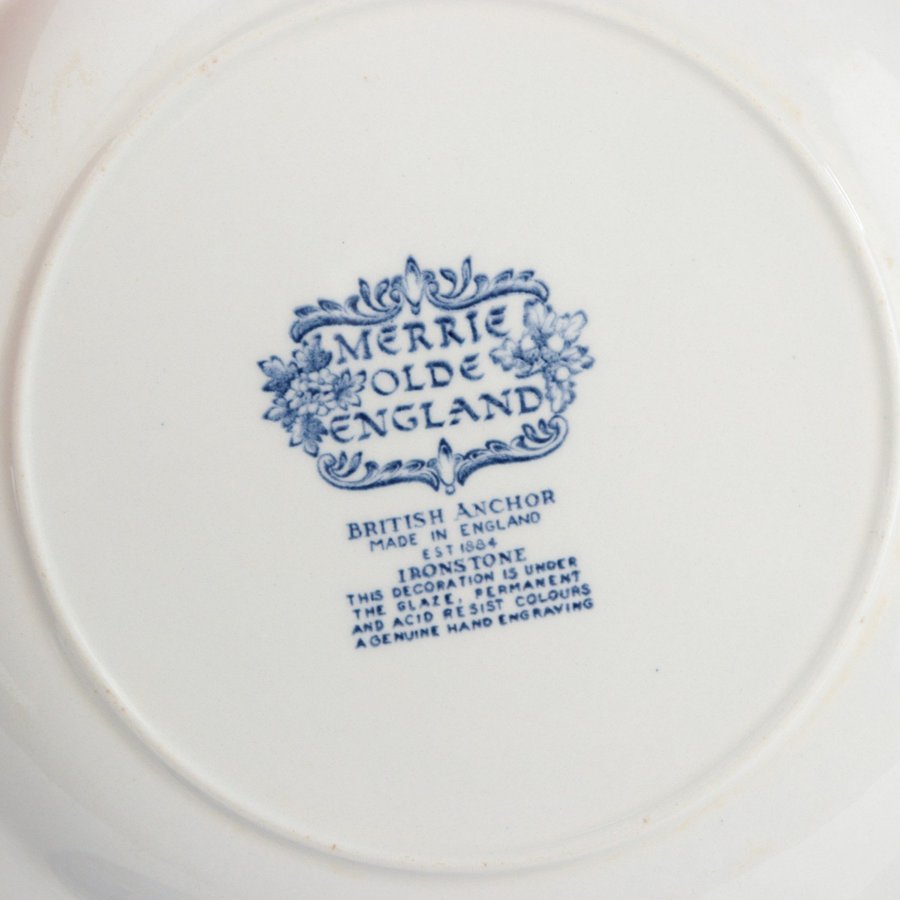 MERRIE
OLDE
ENGLAND
BRITISH ANCHOR
MADE IN ENGLAND
EST 1884
IRONSTONE
THIS DECORATION IS UNDER
THE GLAZE, PERMANENT
AND ACID RESIST COLOURS
A GENUINE HAND ENGRAVING